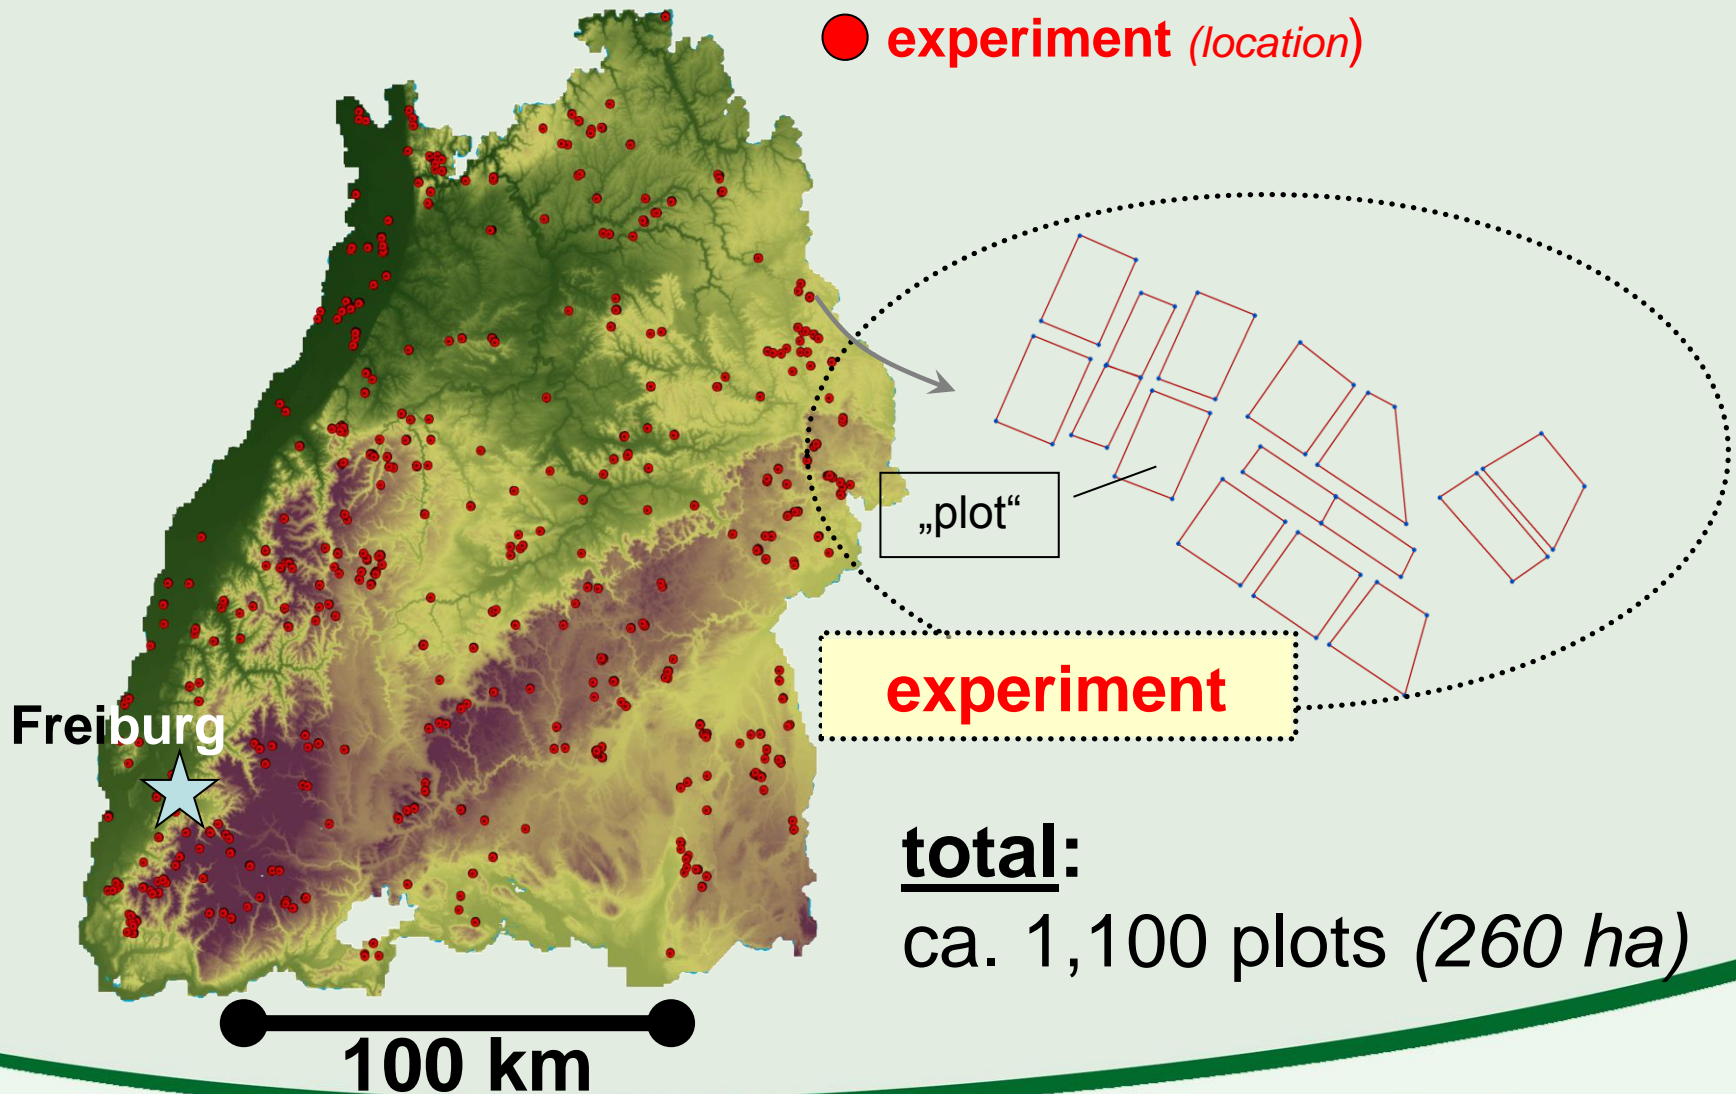 experiment (location)
„plot“
experiment
Freiburg
total:
ca. 1,100 plots (260 ha)
100 km